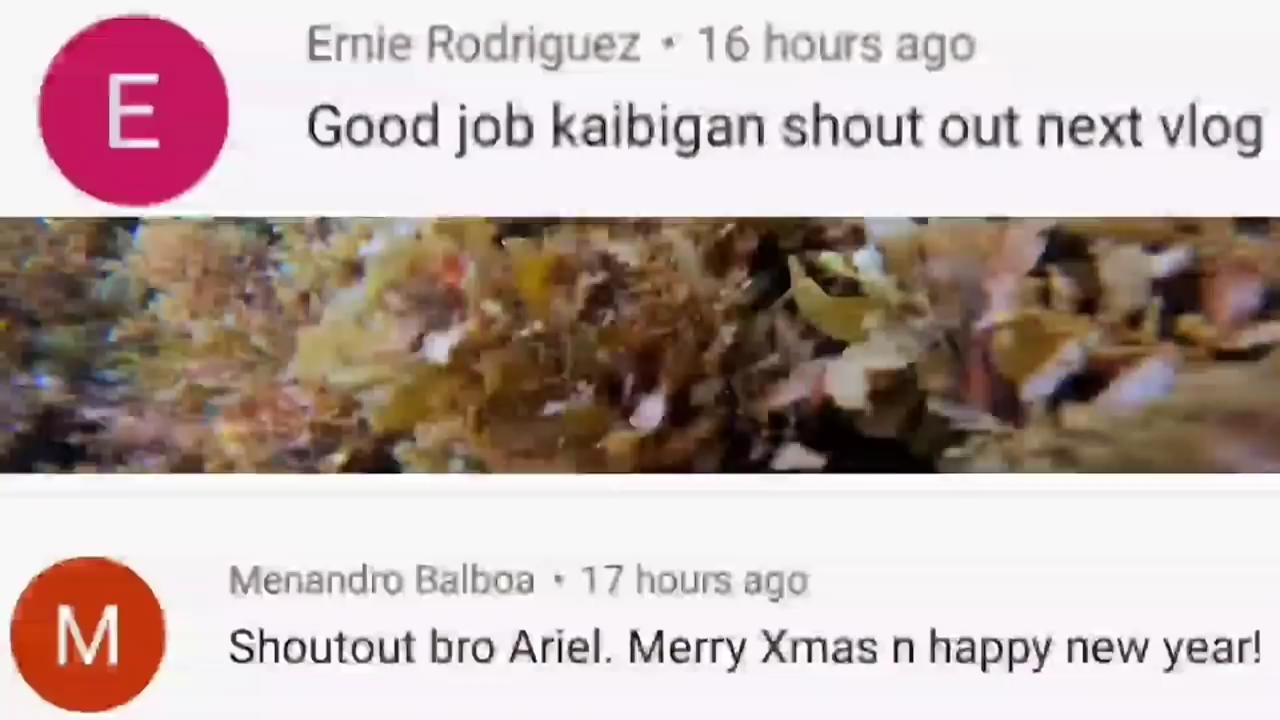 E
Ernie Rodriguez • 16 hours ago
Good job kaibigan shout out next vlog
M
Menandro Balboa • 17 hours ago
Shoutout bro Ariel. Merry Xmas n happy new year!